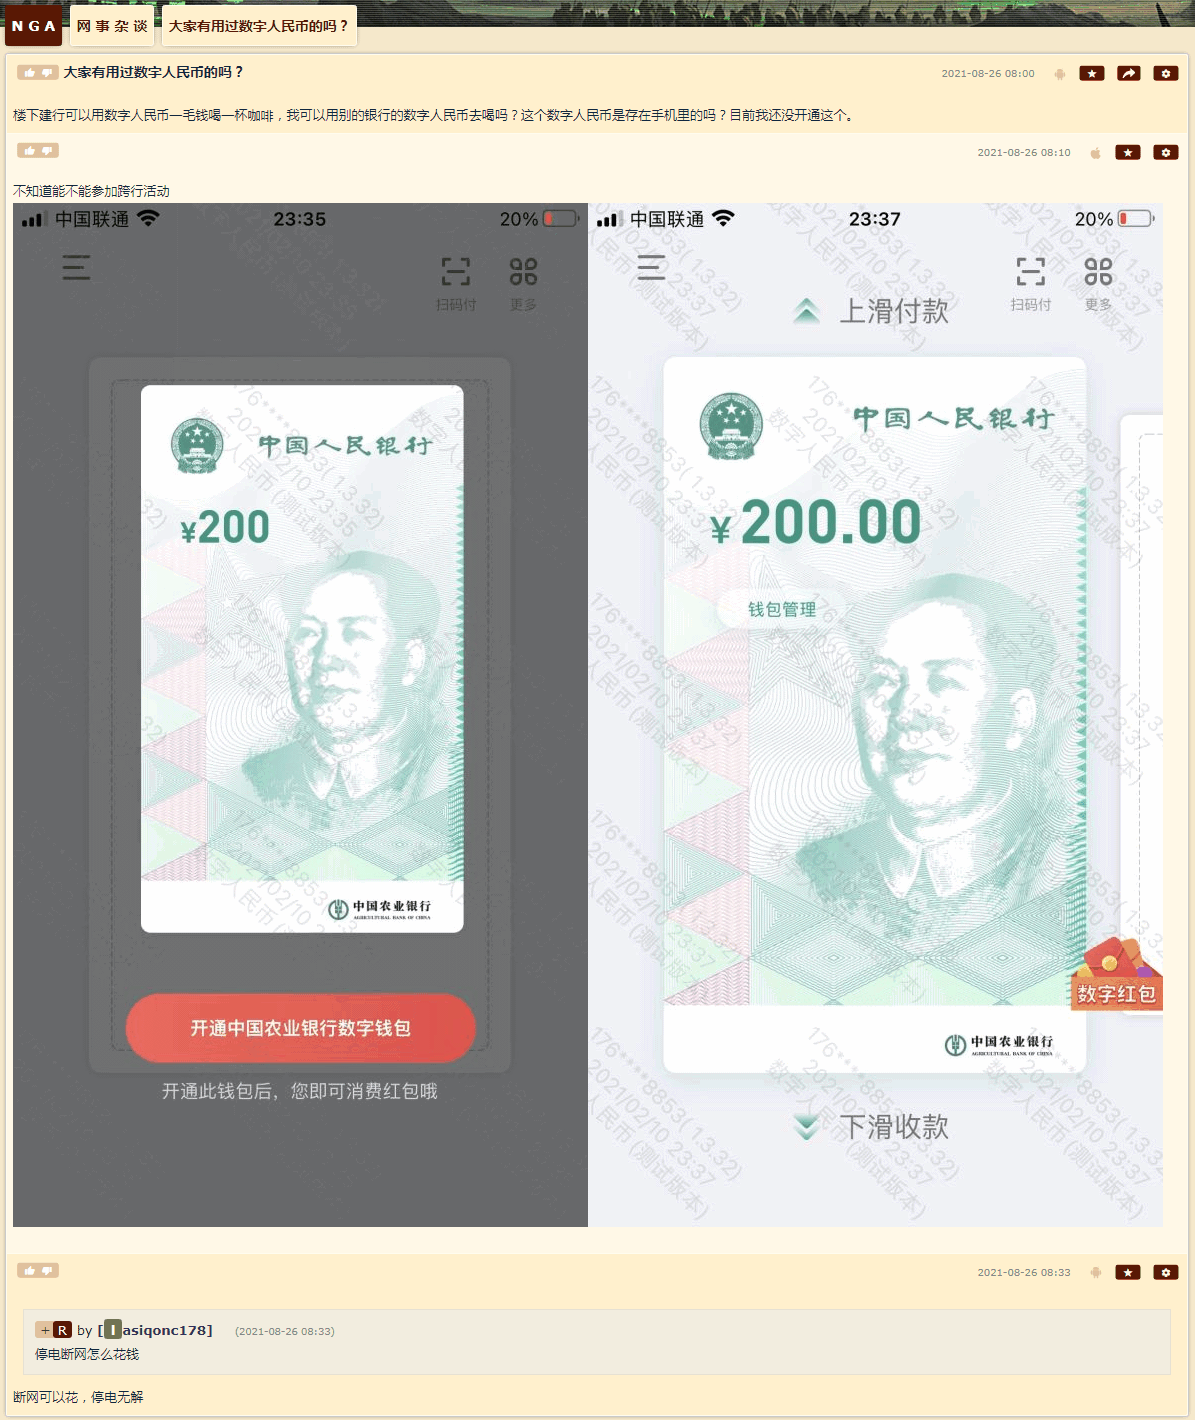 NGA 网事杂谈 大家有用过数字人民币的吗？
大家有用过数字人民币的吗？ 2021-08-26 08:00
楼下建行可以用数字人民币一毛钱喝一杯咖啡，我可以用别的银行的数字人民币去喝吗？这个数字人民币是存在手机里的吗？目前我还没开通这个。
2021-08-26 08:10
不知道能不能参加跨行活动
中国联通 23:35 20%
扫码付 更多
中国人民银行
¥200
中国农业银行
AGRICULTURAL BANK OF CHINA
开通中国农业银行数字钱包
开通此钱包后，您即可消费红包哦
中国联通 23:37 20%
扫码付 更多
上滑付款
中国人民银行
¥200.00
钱包管理
数字红包
中国农业银行
AGRICULTURAL BANK OF CHINA
下滑收款
176****8853(1.3.32)
2021/02/10 23:37
数字人民币(测试版本)
2021-08-26 08:33
+ R by [Iasiqonc178] (2021-08-26 08:33)
停电断网怎么花钱
断网可以花，停电无解